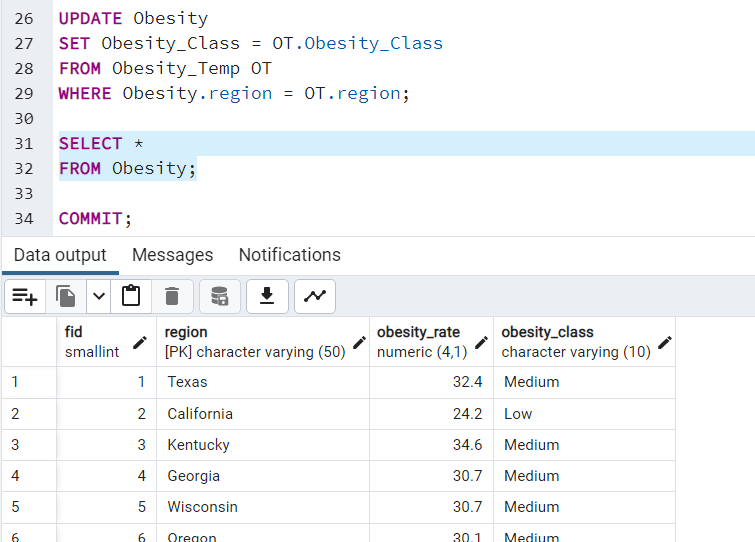 26 UPDATE Obesity
27 SET Obesity_Class = OT.Obesity_Class
28 FROM Obesity_Temp OT
29 WHERE Obesity.region = OT.region;
30
31 SELECT *
32 FROM Obesity;
33
34 COMMIT;
Data output Messages Notifications
fid region obesity_rate obesity_class
smallint [PK] character varying (50) numeric (4,1) character varying (10)
1 1 Texas 32.4 Medium
2 2 California 24.2 Low
3 3 Kentucky 34.6 Medium
4 4 Georgia 30.7 Medium
5 5 Wisconsin 30.7 Medium
6 6 Oregon 30.1 Medium